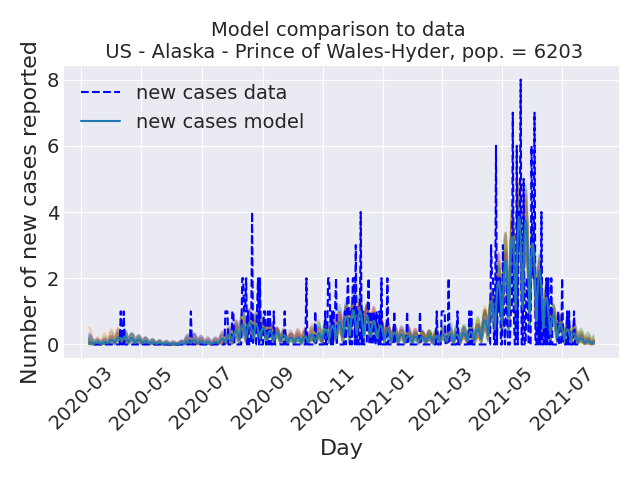 Model comparison to data
US - Alaska - Prince of Wales-Hyder, pop. = 6203
Number of new cases reported
8
6
4
2
0
new cases data
new cases model
2020-03
2020-05
2020-07
2020-09
2020-11
2021-01
2021-03
2021-05
2021-07
Day